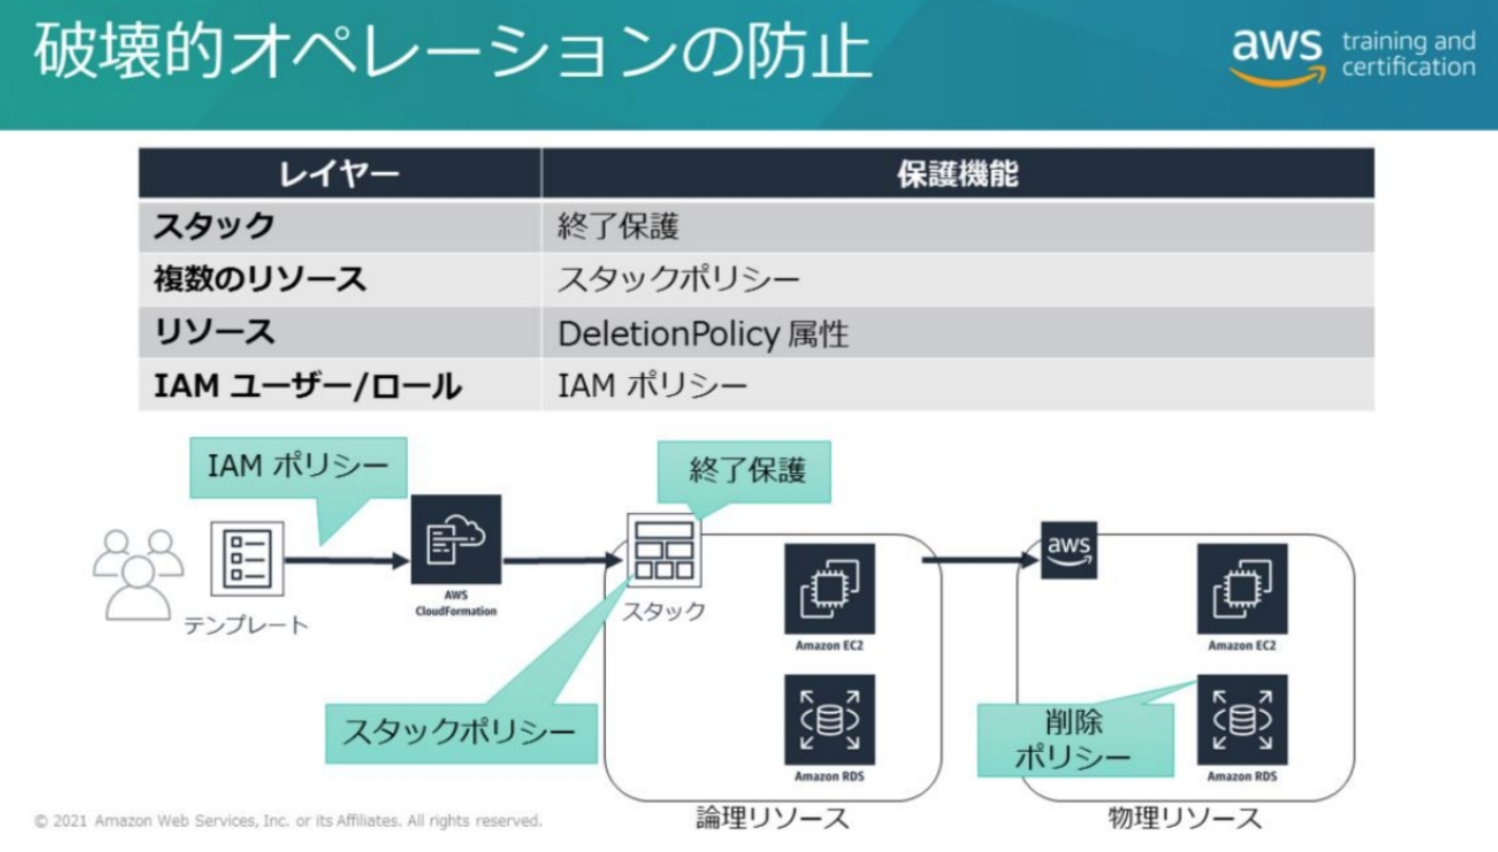 破壊的オペレーションの防止
aws training and certification
レイヤー 保護機能
スタック 終了保護
複数のリソース スタックポリシー
リソース DeletionPolicy 属性
IAM ユーザー/ロール IAM ポリシー
IAM ポリシー
終了保護
aws
AWS
CloudFormation
テンプレート
スタック
Amazon EC2
Amazon EC2
スタックポリシー
削除
ポリシー
Amazon RDS
Amazon RDS
論理リソース
物理リソース
© 2021 Amazon Web Services, Inc. or its Affiliates. All rights reserved.